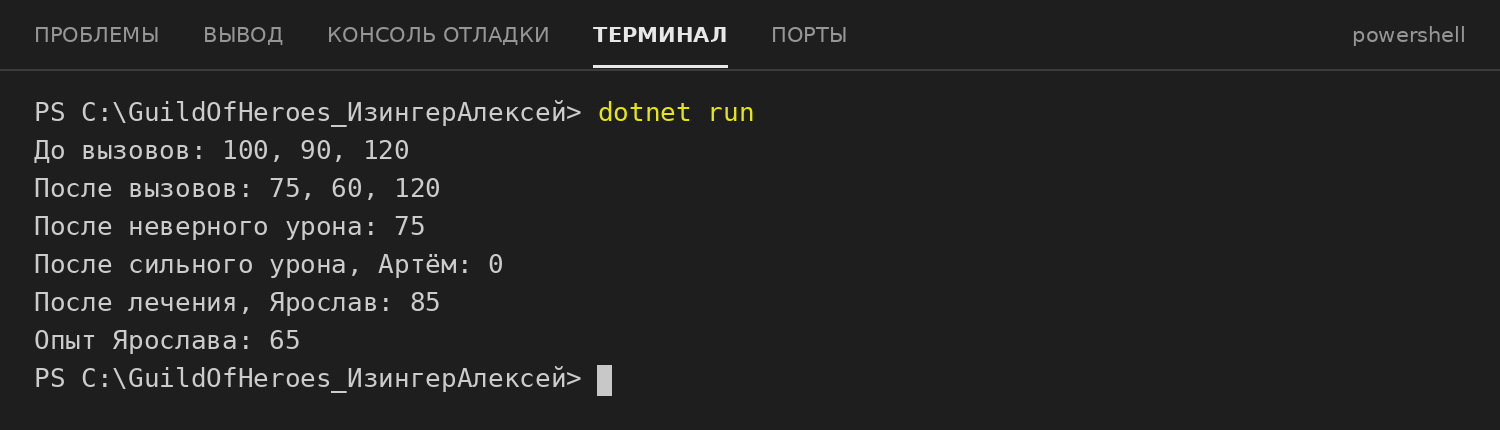 ПРОБЛЕМЫ ВЫВОД КОНСОЛЬ ОТЛАДКИ ТЕРМИНАЛ ПОРТЫ powershell
PS C:\GuildOfHeroes_ИзингерАлексей> dotnet run
До вызовов: 100, 90, 120
После вызовов: 75, 60, 120
После неверного урона: 75
После сильного урона, Артём: 0
После лечения, Ярослав: 85
Опыт Ярослава: 65
PS C:\GuildOfHeroes_ИзингерАлексей>